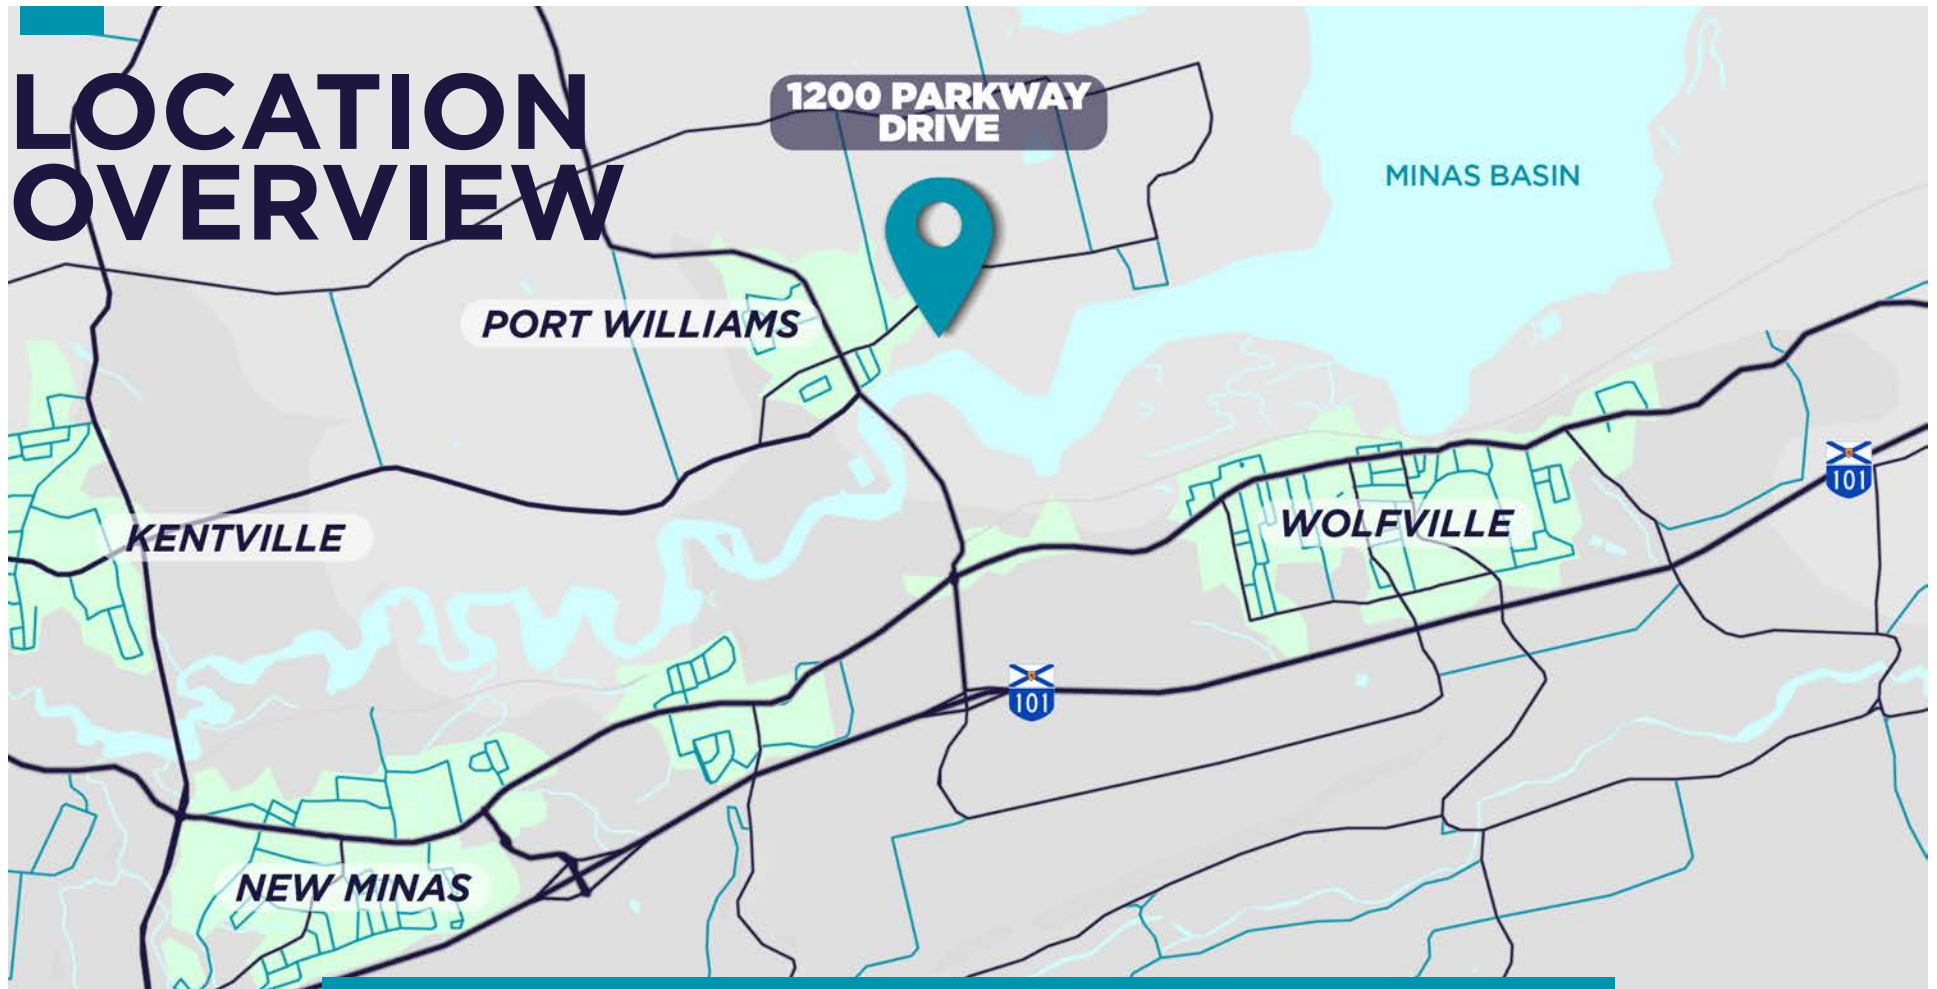 LOCATION
OVERVIEW
1200 PARKWAY
DRIVE
MINAS BASIN
PORT WILLIAMS
101
KENTVILLE
WOLFVILLE
101
NEW MINAS